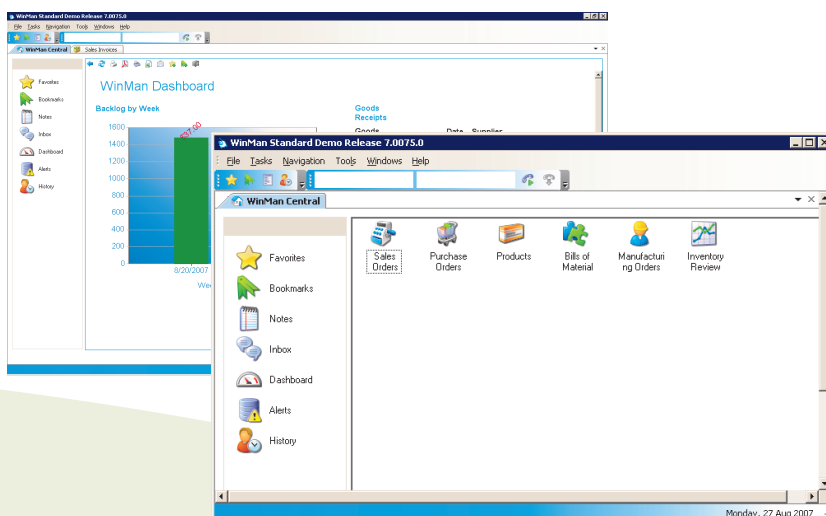 WinMan Standard Demo Release 7.0075.0
File Tasks Navigation Tools Windows Help
WinMan Central Sales Invoices
Favorites
Bookmarks
Notes
Inbox
Dashboard
Alerts
History
WinMan Dashboard
Backlog by Week
1600
1400
1200
1000
800
600
400
200
0
8/20/2007
Goods
Receipts
Goods Date Supplier
WinMan Standard Demo Release 7.0075.0
File Tasks Navigation Tools Windows Help
WinMan Central
Favorites
Bookmarks
Notes
Inbox
Dashboard
Alerts
History
Sales
Orders
Purchase
Orders
Products
Bills of
Material
Manufacturi
ng Orders
Inventory
Review
Monday, 27 Aug 2007